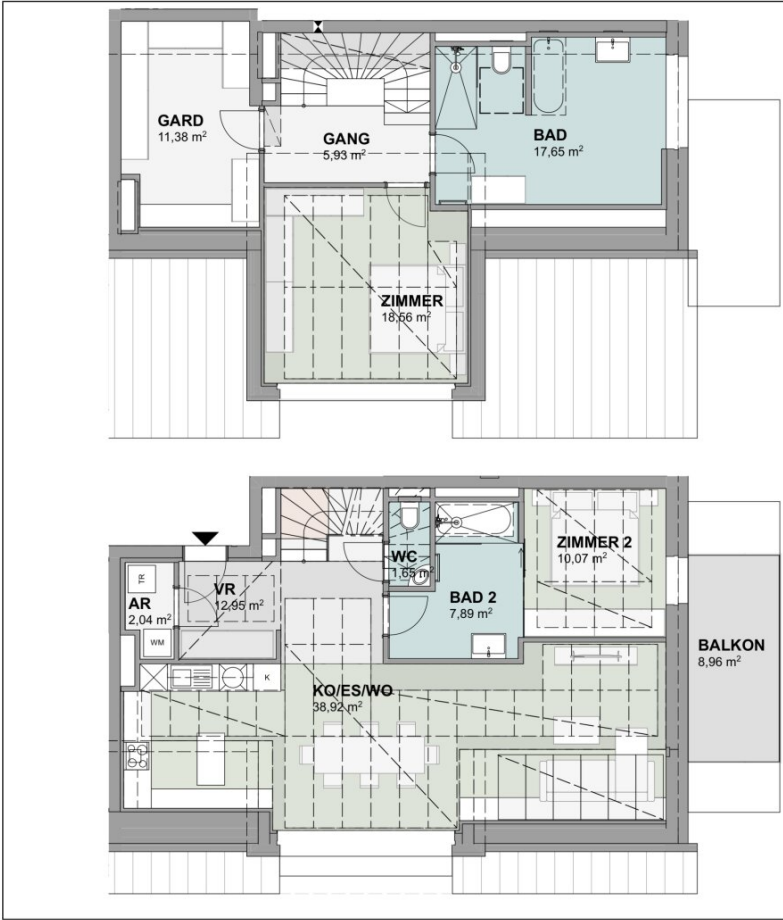 GARD
11,38 m²
GANG
5,93 m²
BAD
17,65 m²
ZIMMER
18,56 m²
WC
1,65 m²
ZIMMER 2
10,07 m²
TR
AR
2,04 m²
WM
VR
12,95 m²
BAD 2
7,89 m²
BALKON
8,96 m²
K
KO/ES/WO
38,92 m²